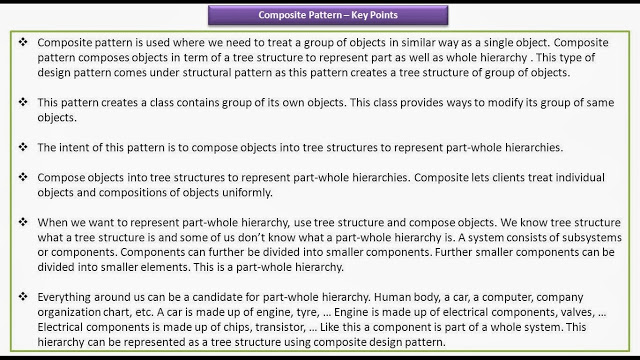 Composite Pattern – Key Points
❖ Composite pattern is used where we need to treat a group of objects in similar way as a single object. Composite
pattern composes objects in term of a tree structure to represent part as well as whole hierarchy . This type of
design pattern comes under structural pattern as this pattern creates a tree structure of group of objects.
❖ This pattern creates a class contains group of its own objects. This class provides ways to modify its group of same
objects.
❖ The intent of this pattern is to compose objects into tree structures to represent part-whole hierarchies.
❖ Compose objects into tree structures to represent part-whole hierarchies. Composite lets clients treat individual
objects and compositions of objects uniformly.
❖ When we want to represent part-whole hierarchy, use tree structure and compose objects. We know tree structure
what a tree structure is and some of us don't know what a part-whole hierarchy is. A system consists of subsystems
or components. Components can further be divided into smaller components. Further smaller components can be
divided into smaller elements. This is a part-whole hierarchy.
❖ Everything around us can be a candidate for part-whole hierarchy. Human body, a car, a computer, company
organization chart, etc. A car is made up of engine, tyre, ... Engine is made up of electrical components, valves, ...
Electrical components is made up of chips, transistor, ... Like this a component is part of a whole system. This
hierarchy can be represented as a tree structure using composite design pattern.